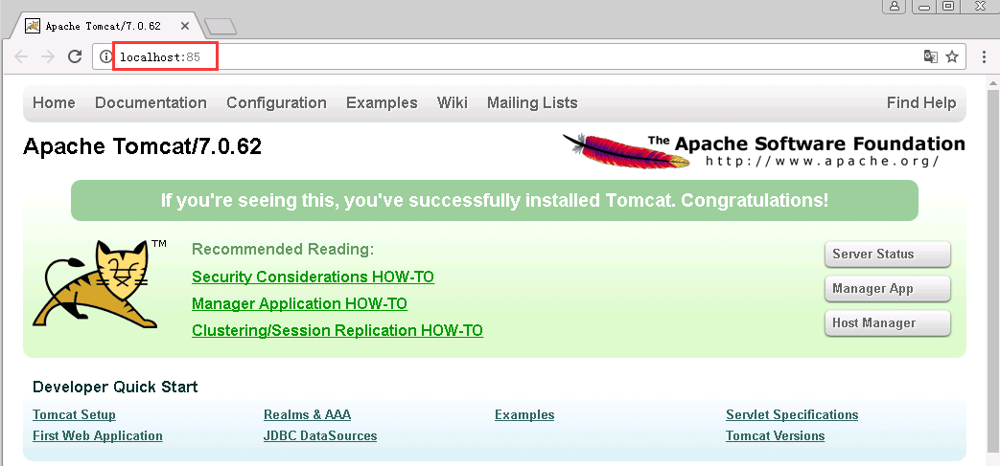 Apache Tomcat/7.0.62
localhost:85
Home Documentation Configuration Examples Wiki Mailing Lists Find Help
Apache Tomcat/7.0.62
The Apache Software Foundation
http://www.apache.org/
If you're seeing this, you've successfully installed Tomcat. Congratulations!
TM
Recommended Reading:
Security Considerations HOW-TO
Manager Application HOW-TO
Clustering/Session Replication HOW-TO
Server Status
Manager App
Host Manager
Developer Quick Start
Tomcat Setup Realms & AAA Examples Servlet Specifications
First Web Application JDBC DataSources Tomcat Versions